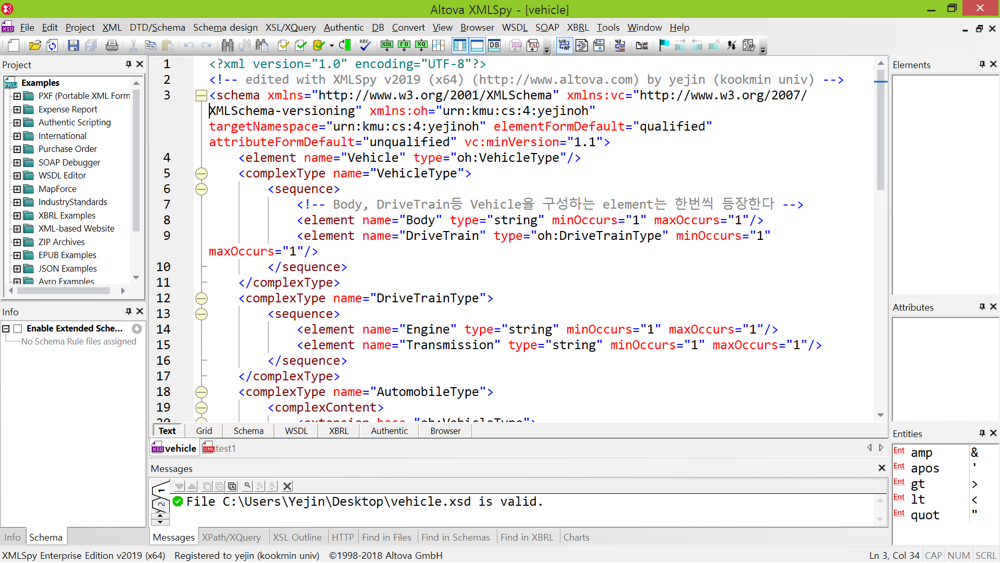 Altova XMLSpy - [vehicle]
File Edit Project XML DTD/Schema Schema design XSL/XQuery Authentic DB Convert View Browser WSDL SOAP XBRL Tools Window Help
Project
Examples
PXF (Portable XML Form
Expense Report
Authentic Scripting
International
Purchase Order
SOAP Debugger
WSDL Editor
MapForce
IndustryStandards
XBRL Examples
XML-based Website
ZIP Archives
EPUB Examples
JSON Examples
Avro Examples
Info
Enable Extended Sche...
No Schema Rule files assigned
Info Schema
1 <?xml version="1.0" encoding="UTF-8"?>
2 <!-- edited with XMLSpy v2019 (x64) (http://www.altova.com) by yejin (kookmin univ) -->
3 <schema xmlns="http://www.w3.org/2001/XMLSchema" xmlns:vc="http://www.w3.org/2007/
XMLSchema-versioning" xmlns:oh="urn:kmu:cs:4:yejinoh"
targetNamespace="urn:kmu:cs:4:yejinoh" elementFormDefault="qualified"
attributeFormDefault="unqualified" vc:minVersion="1.1">
4 <element name="Vehicle" type="oh:VehicleType"/>
5 <complexType name="VehicleType">
6 <sequence>
7 <!-- Body, DriveTrain등 Vehicle을 구성하는 element는 한번씩 등장한다 -->
8 <element name="Body" type="string" minOccurs="1" maxOccurs="1"/>
9 <element name="DriveTrain" type="oh:DriveTrainType" minOccurs="1"
maxOccurs="1"/>
10 </sequence>
11 </complexType>
12 <complexType name="DriveTrainType">
13 <sequence>
14 <element name="Engine" type="string" minOccurs="1" maxOccurs="1"/>
15 <element name="Transmission" type="string" minOccurs="1" maxOccurs="1"/>
16 </sequence>
17 </complexType>
18 <complexType name="AutomobileType">
19 <complexContent>
20 <extension base="oh:VehicleType">
Text Grid Schema WSDL XBRL Authentic Browser
vehicle test1
Messages
1
2
File C:\Users\Yejin\Desktop\vehicle.xsd is valid.
Messages XPath/XQuery XSL Outline HTTP Find in Files Find in Schemas Find in XBRL Charts
Elements
Attributes
Entities
Ent amp &
Ent apos '
Ent gt >
Ent lt <
Ent quot "
XMLSpy Enterprise Edition v2019 (x64) Registered to yejin (kookmin univ) ©1998-2018 Altova GmbH Ln 3, Col 34 CAP NUM SCRL